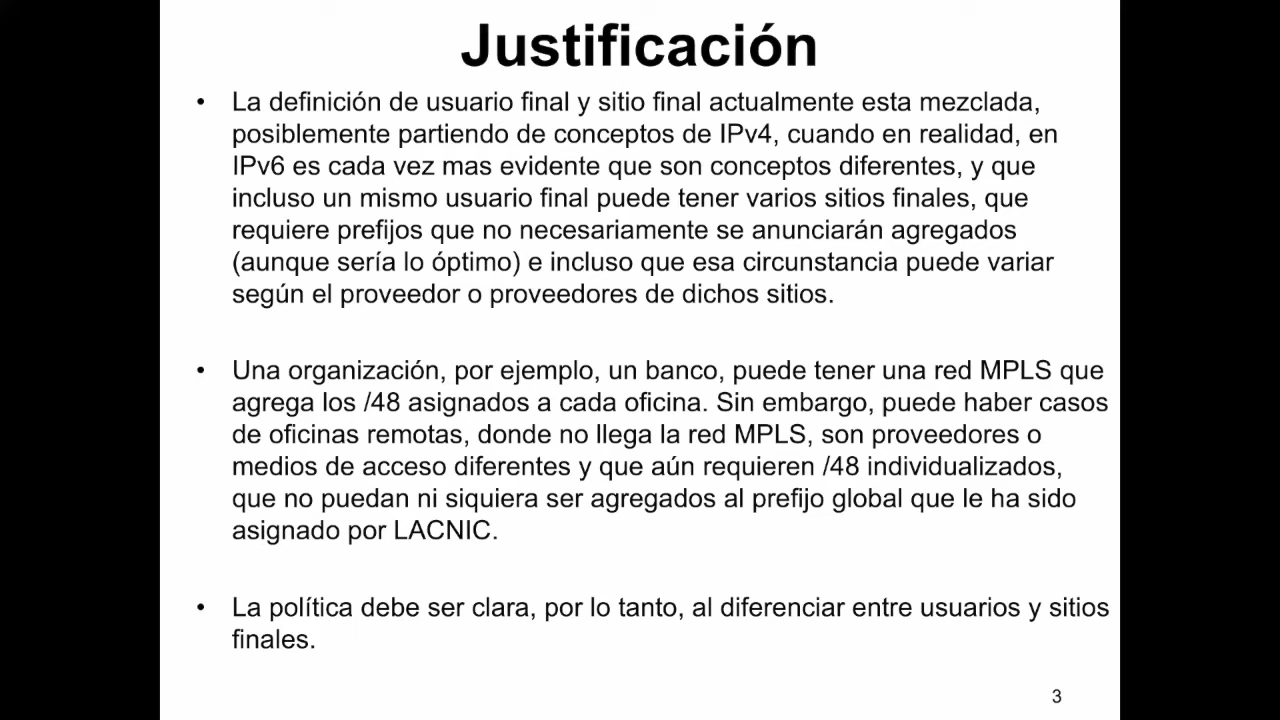 Justificación
• La definición de usuario final y sitio final actualmente esta mezclada,
posiblemente partiendo de conceptos de IPv4, cuando en realidad, en
IPv6 es cada vez mas evidente que son conceptos diferentes, y que
incluso un mismo usuario final puede tener varios sitios finales, que
requiere prefijos que no necesariamente se anunciarán agregados
(aunque sería lo óptimo) e incluso que esa circunstancia puede variar
según el proveedor o proveedores de dichos sitios.
• Una organización, por ejemplo, un banco, puede tener una red MPLS que
agrega los /48 asignados a cada oficina. Sin embargo, puede haber casos
de oficinas remotas, donde no llega la red MPLS, son proveedores o
medios de acceso diferentes y que aún requieren /48 individualizados,
que no puedan ni siquiera ser agregados al prefijo global que le ha sido
asignado por LACNIC.
• La política debe ser clara, por lo tanto, al diferenciar entre usuarios y sitios
finales.
3